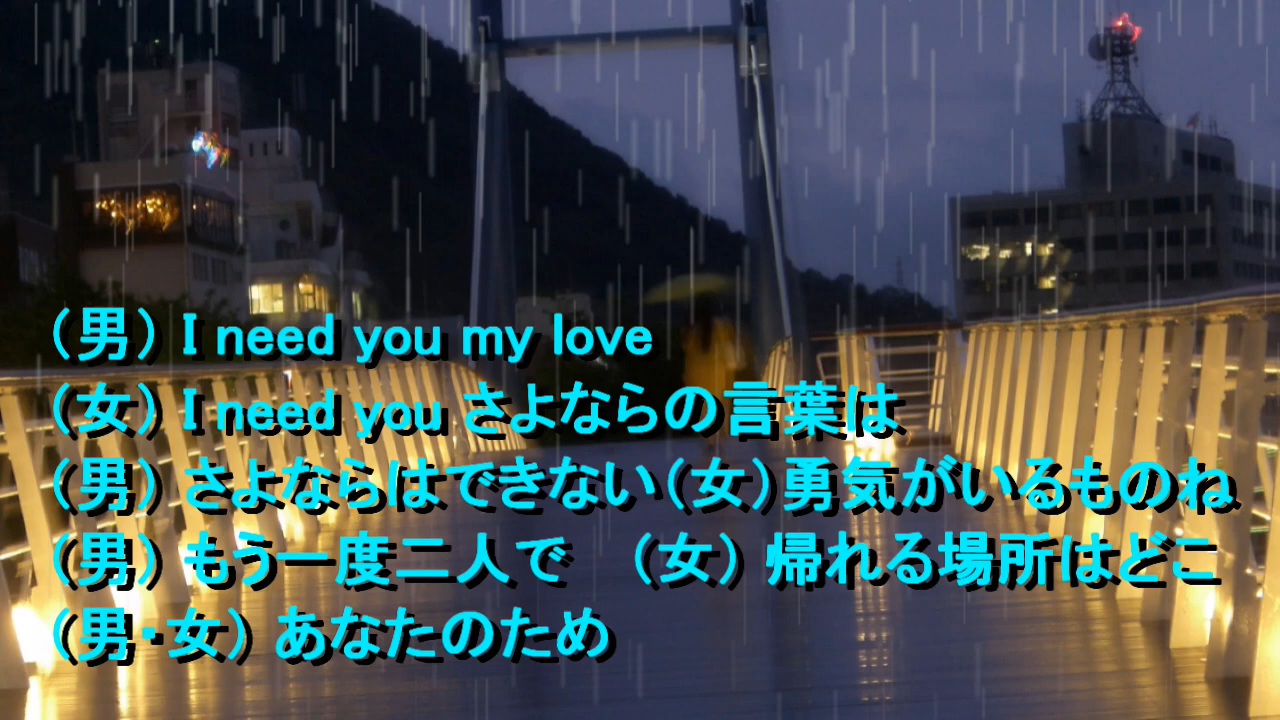 （男） I need you my love
（女） I need you さよならの言葉は
（男） さよならはできない（女）勇気がいるものね
（男） もう一度二人で　（女） 帰れる場所はどこ
（男・女） あなたのため